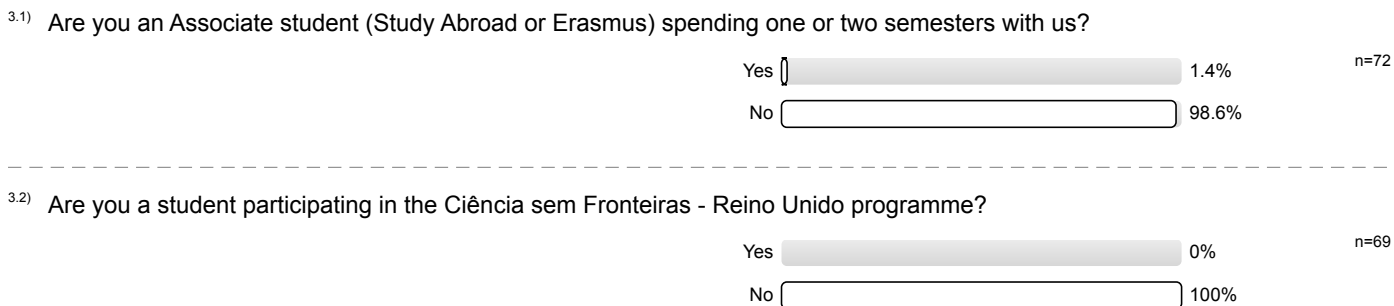 3.1) Are you an Associate student (Study Abroad or Erasmus) spending one or two semesters with us?
Yes 1.4% n=72
No 98.6%
3.2) Are you a student participating in the Ciência sem Fronteiras - Reino Unido programme?
Yes 0% n=69
No 100%